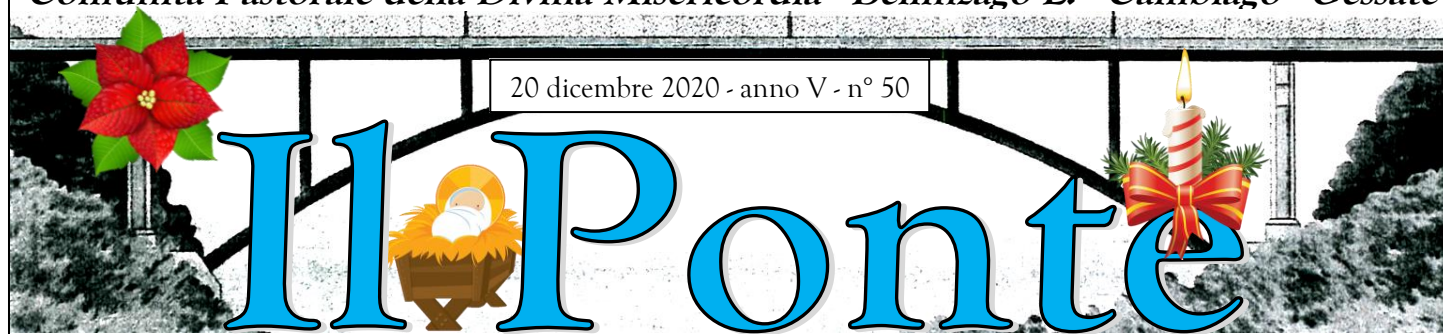 Comunità Pastorale della Divina Misericordia - Bellinzago L. - Cambiago - Gessate
20 dicembre 2020 - anno V - n° 50
Il Ponte